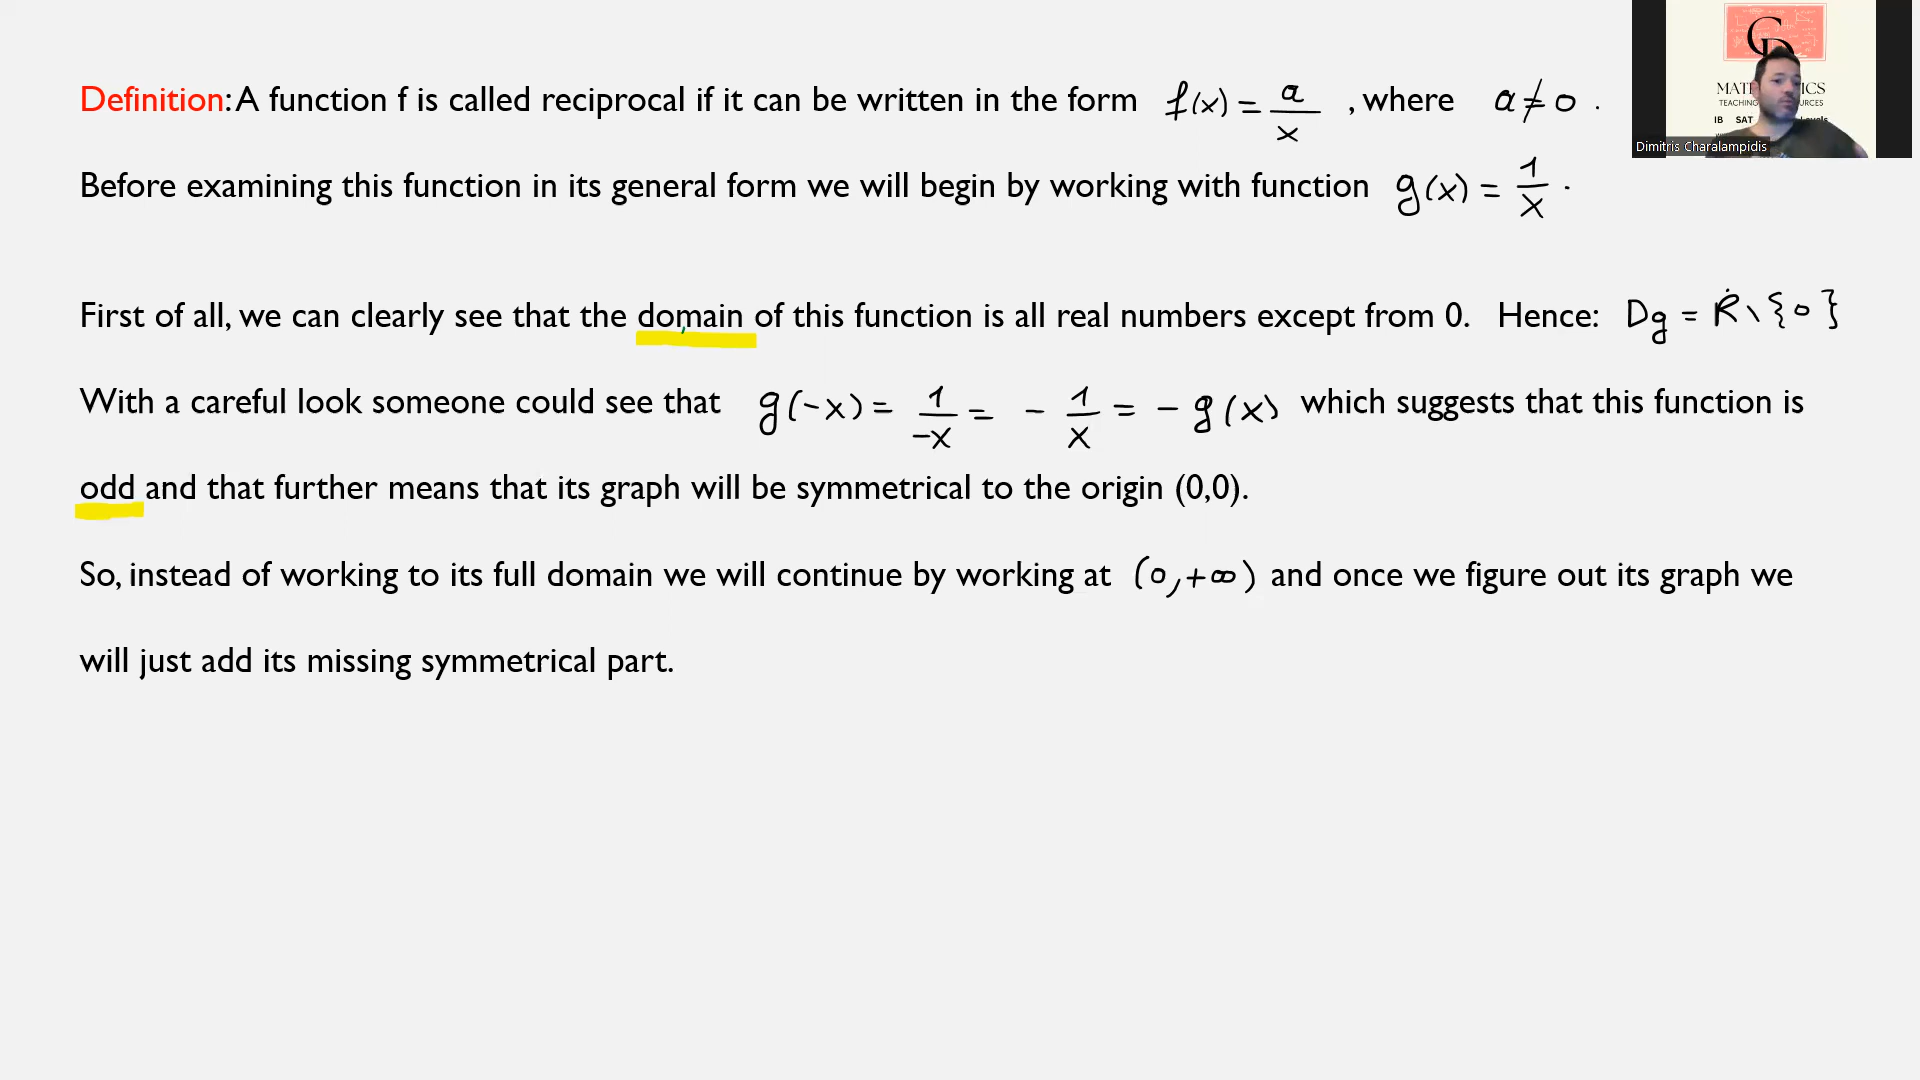 Definition: A function f is called reciprocal if it can be written in the form f(x) = a/x , where a ≠ 0 .
Before examining this function in its general form we will begin by working with function g(x) = 1/x .
First of all, we can clearly see that the domain of this function is all real numbers except from 0. Hence: Dg = R \ {0}
With a careful look someone could see that g(-x) = 1/-x = - 1/x = - g(x) which suggests that this function is
odd and that further means that its graph will be symmetrical to the origin (0,0).
So, instead of working to its full domain we will continue by working at (0,+∞) and once we figure out its graph we
will just add its missing symmetrical part.
IB SAT
Dimitris Charalampidis